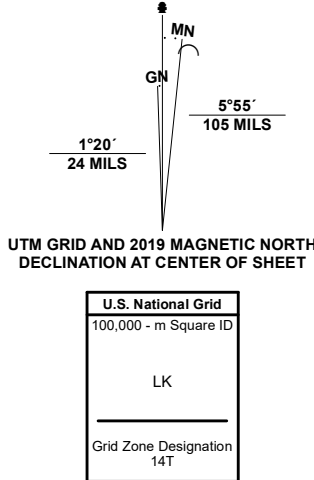 MN
GN
5°55´
105 MILS
1°20´
24 MILS
UTM GRID AND 2019 MAGNETIC NORTH
DECLINATION AT CENTER OF SHEET
U.S. National Grid
100,000 - m Square ID
LK
Grid Zone Designation
14T